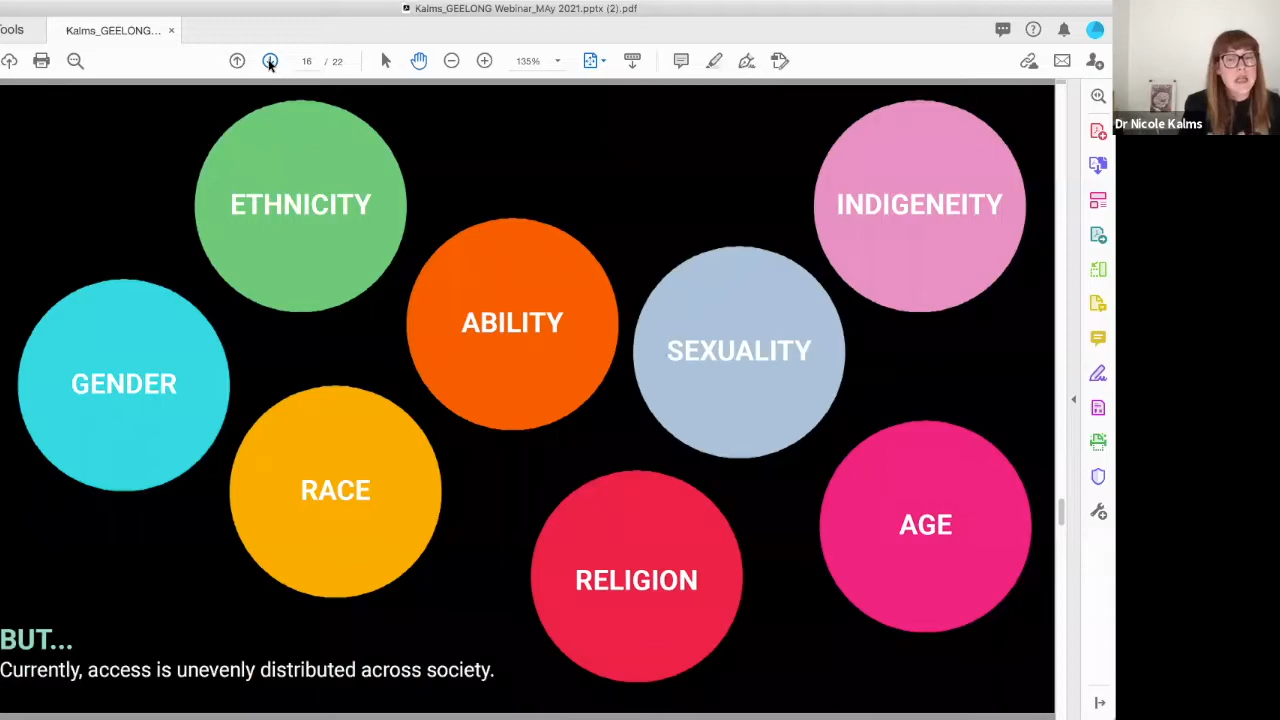 Kalms_GEELONG Webinar_MAy 2021.pptx (2).pdf
Tools
Kalms_GEELONG... ×
16 / 22
135%
Dr Nicole Kalms
ETHNICITY
INDIGENEITY
ABILITY
SEXUALITY
GENDER
RACE
AGE
RELIGION
BUT...
Currently, access is unevenly distributed across society.